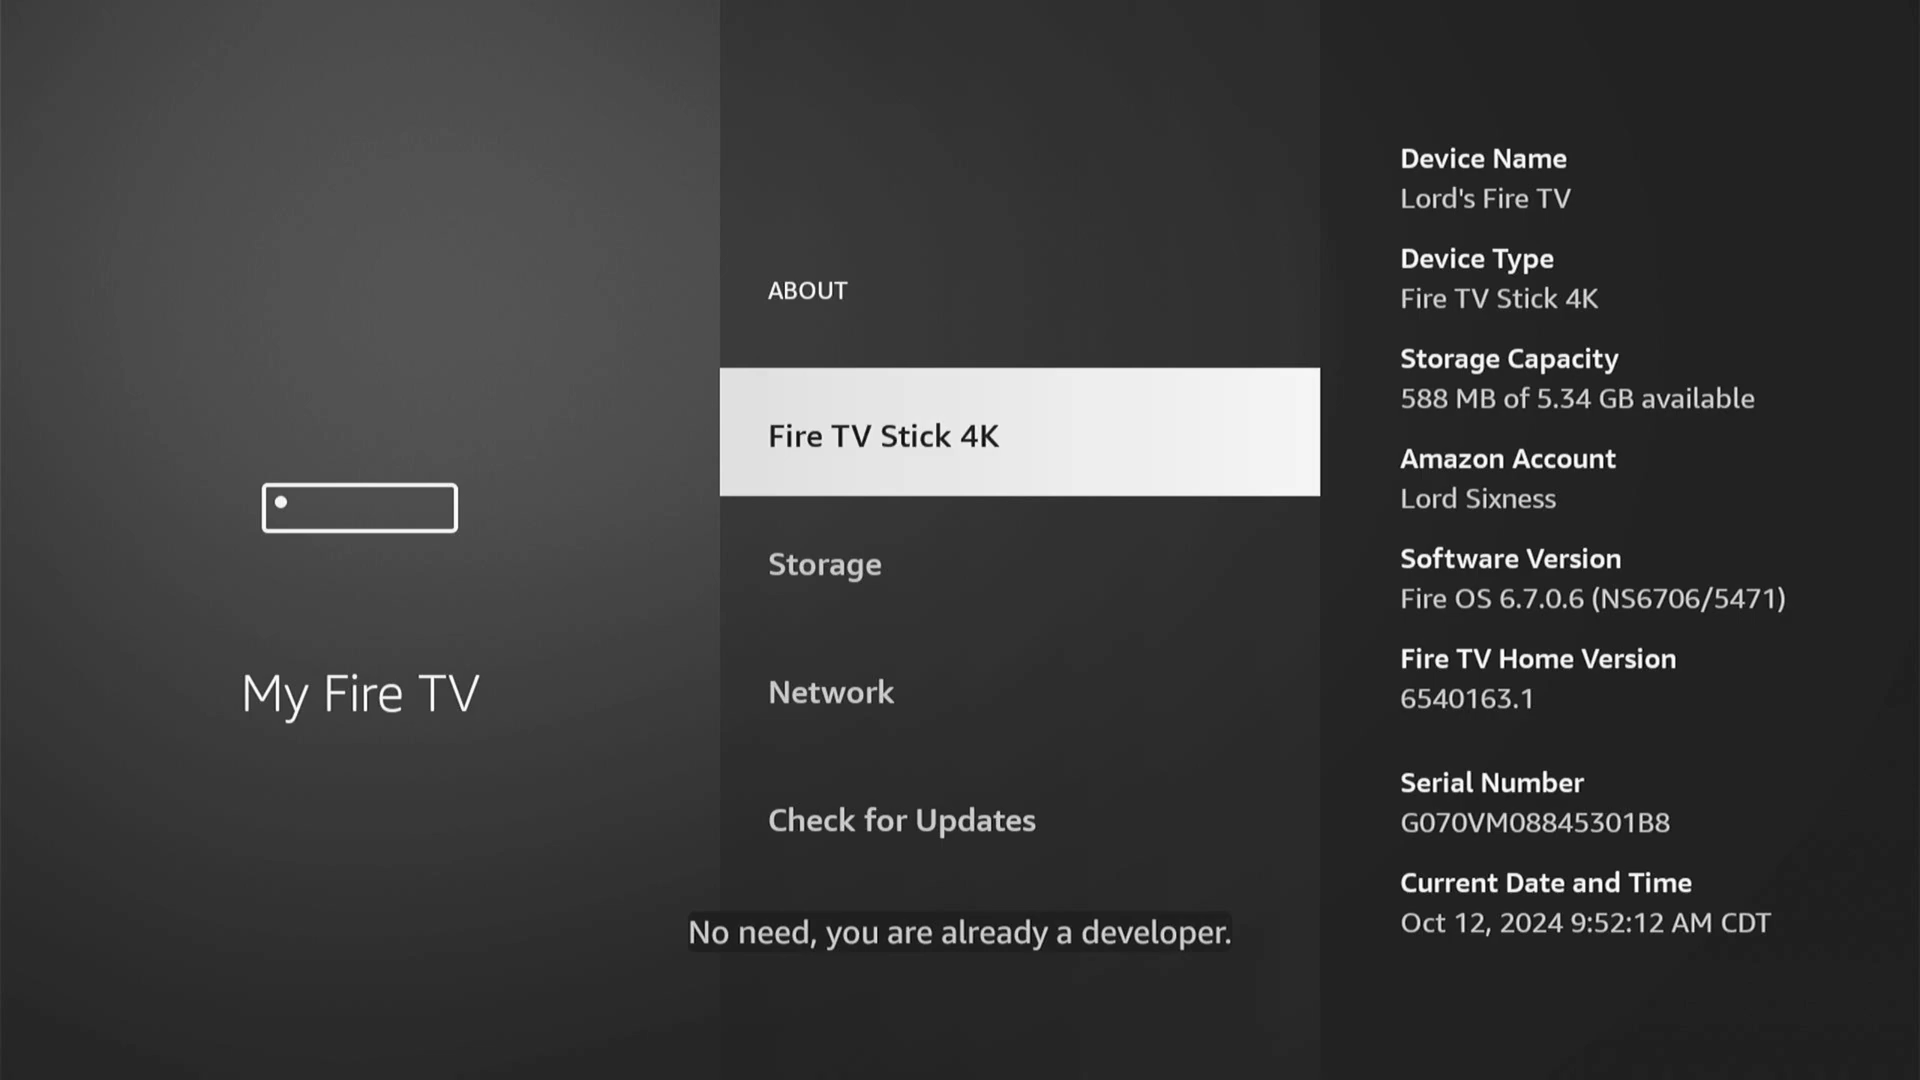 My Fire TV
ABOUT
Fire TV Stick 4K
Storage
Network
Check for Updates
No need, you are already a developer.
Device Name
Lord's Fire TV
Device Type
Fire TV Stick 4K
Storage Capacity
588 MB of 5.34 GB available
Amazon Account
Lord Sixness
Software Version
Fire OS 6.7.0.6 (NS6706/5471)
Fire TV Home Version
6540163.1
Serial Number
G070VM08845301B8
Current Date and Time
Oct 12, 2024 9:52:12 AM CDT